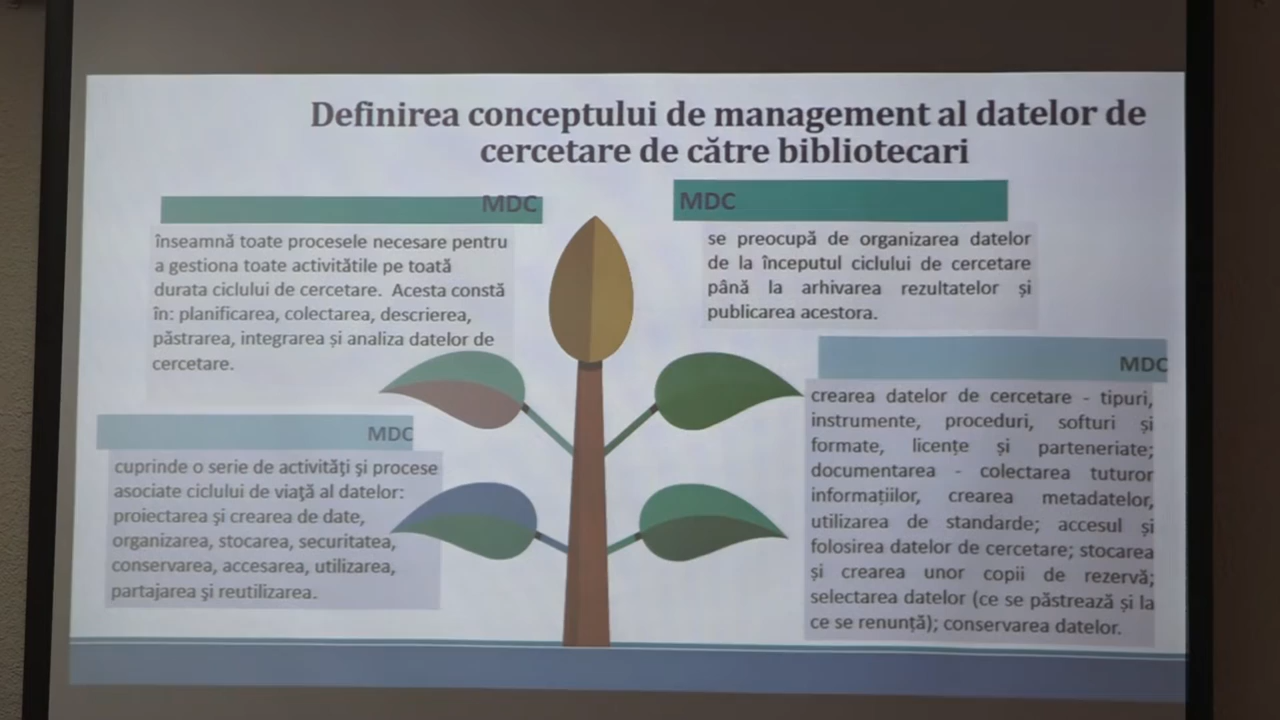 Definirea conceptului de management al datelor de
cercetare de către bibliotecari
MDC
înseamnă toate procesele necesare pentru
a gestiona toate activitătile pe toată
durata ciclului de cercetare. Acesta constă
în: planificarea, colectarea, descrierea,
păstrarea, integrarea și analiza datelor de
cercetare.
MDC
se preocupă de organizarea datelor
de la începutul ciclului de cercetare
până la arhivarea rezultatelor și
publicarea acestora.
MDC
cuprinde o serie de activităţi şi procese
asociate ciclului de viaţă al datelor:
proiectarea şi crearea de date,
organizarea, stocarea, securitatea,
conservarea, accesarea, utilizarea,
partajarea şi reutilizarea.
MDC
crearea datelor de cercetare - tipuri,
instrumente, proceduri, softuri și
formate, licențe și parteneriate;
documentarea - colectarea tuturor
informațiilor, crearea metadatelor,
utilizarea de standarde; accesul și
folosirea datelor de cercetare; stocarea
și crearea unor copii de rezervă;
selectarea datelor (ce se păstrează și la
ce se renunță); conservarea datelor.